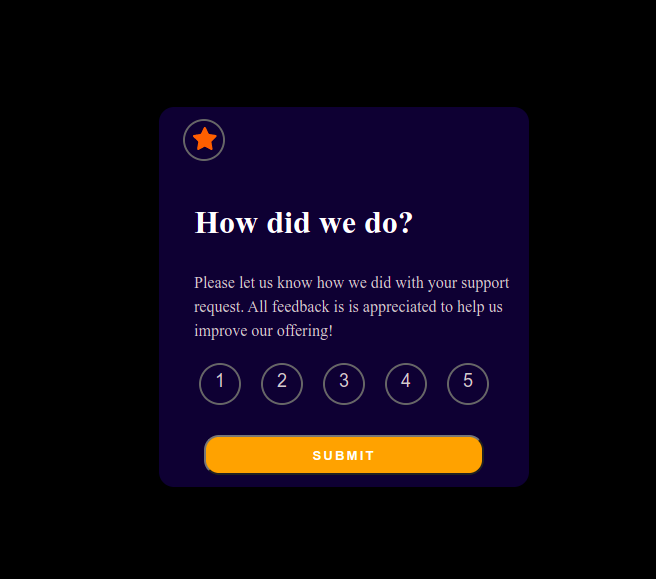 How did we do?
Please let us know how we did with your support
request. All feedback is is appreciated to help us
improve our offering!
1 2 3 4 5
SUBMIT